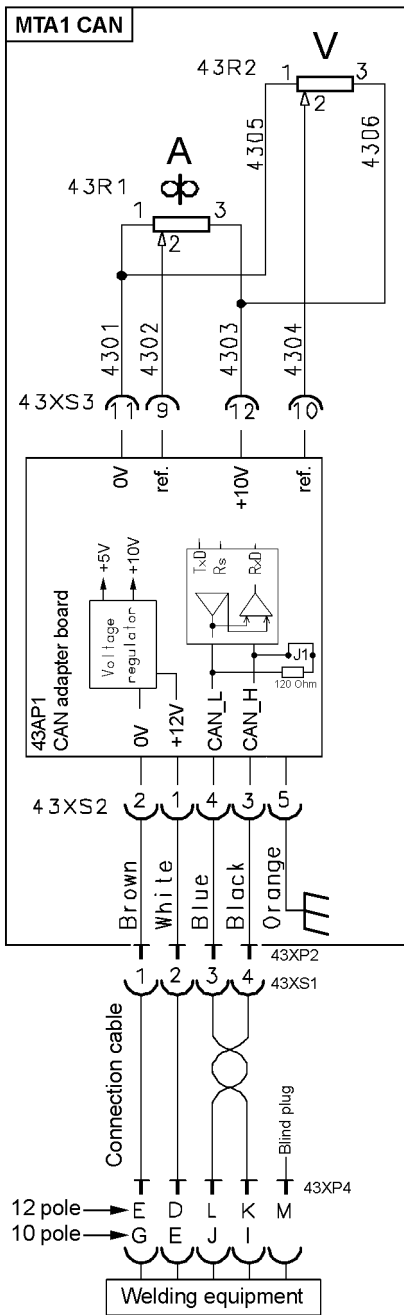 MTA1 CAN
V
43R2 1 3
2
4305
4306
A
43R1
1 3
2
4301
4302
4303
4304
43XS3 11 9 12 10
0V
ref.
+10V
ref.
+5V
+10V
Voltage
regulator
TxD
Rs
RxD
J1
120 Ohm
43AP1
CAN adapter board
0V
+12V
CAN_L
CAN_H
43XS2 2 1 4 3 5
Brown
White
Blue
Black
Orange
43XP2
1 2 3 4 43XS1
Connection cable
Blind plug
43XP4
12 pole E D L K M
10 pole G E J I
Welding equipment